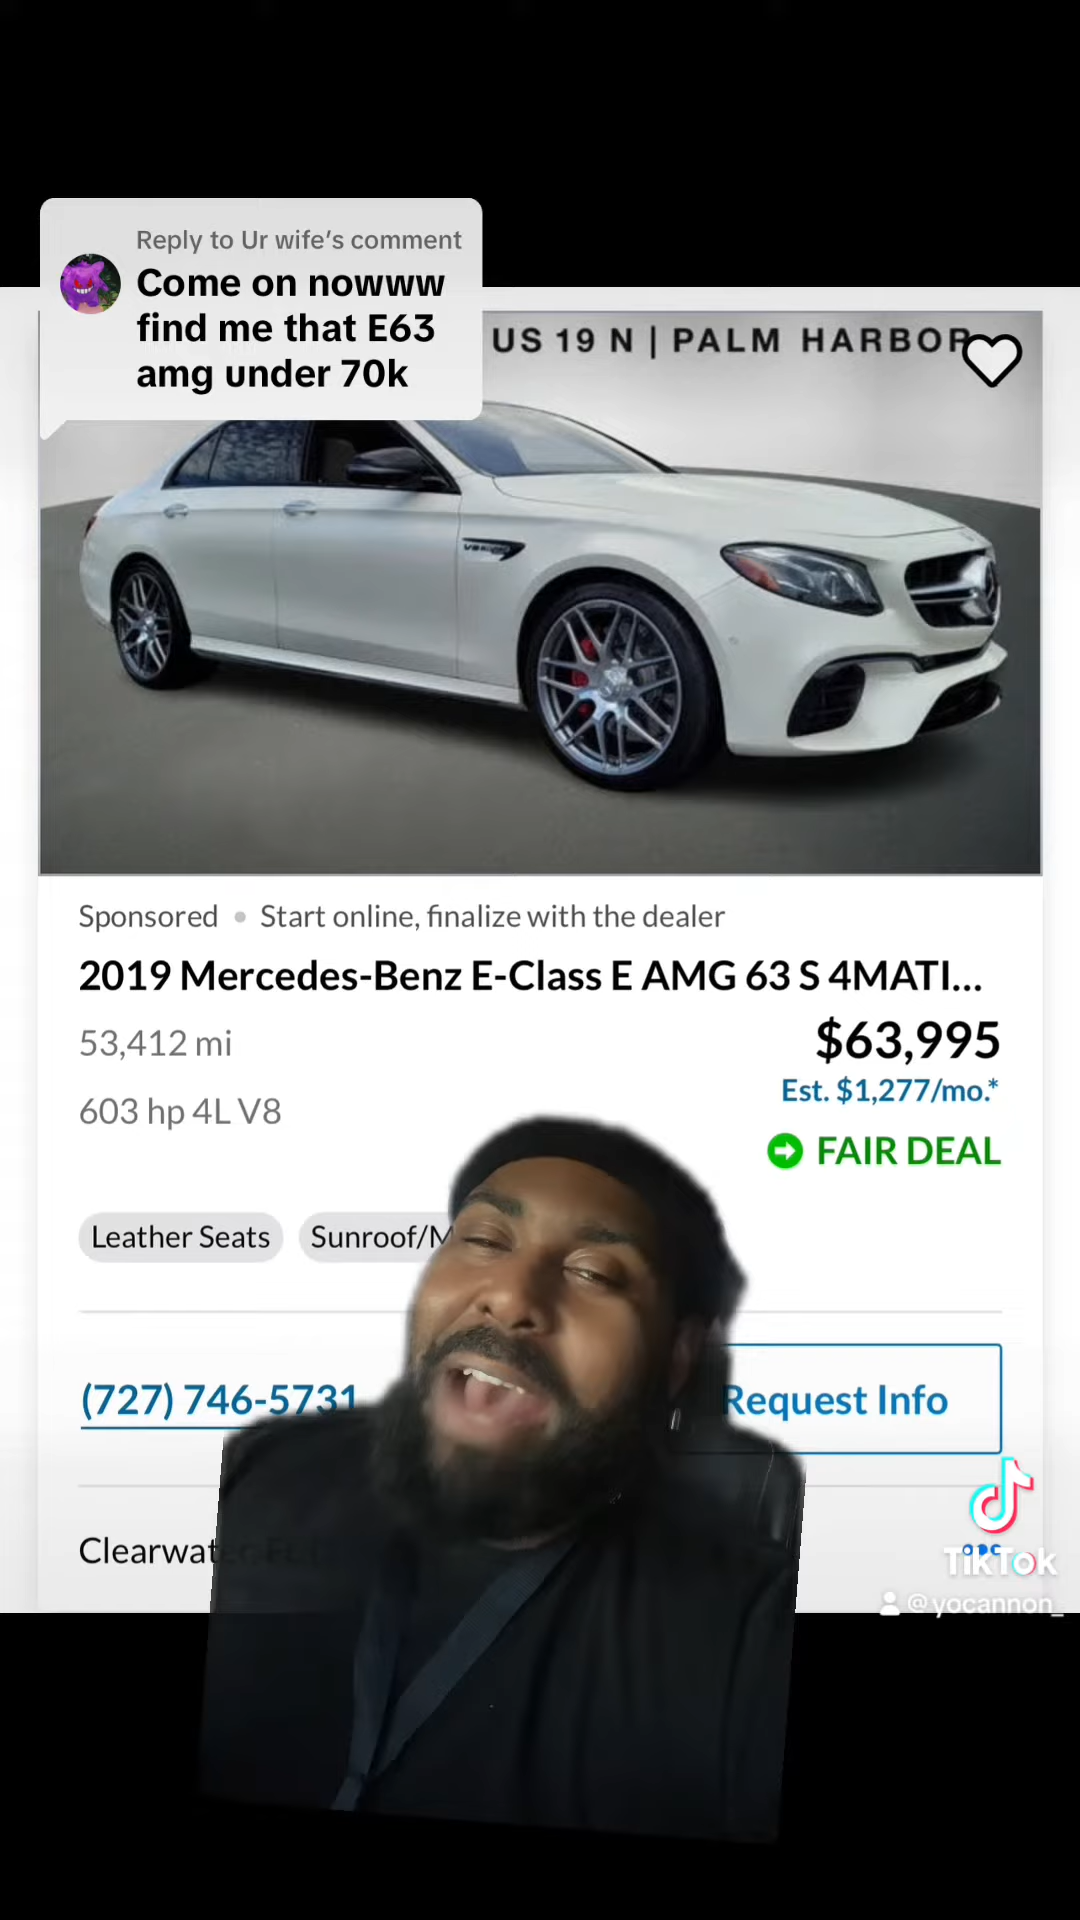 Reply to Ur wife's comment
Come on nowww
find me that E63
amg under 70k
US 19 N | PALM HARBOR
Sponsored • Start online, finalize with the dealer
2019 Mercedes-Benz E-Class E AMG 63 S 4MATI...
53,412 mi
$63,995
Est. $1,277/mo.*
603 hp 4L V8
FAIR DEAL
Leather Seats
Sunroof/M
(727) 746-5731
Request Info
Clearwater
TikTok
@yocannon_